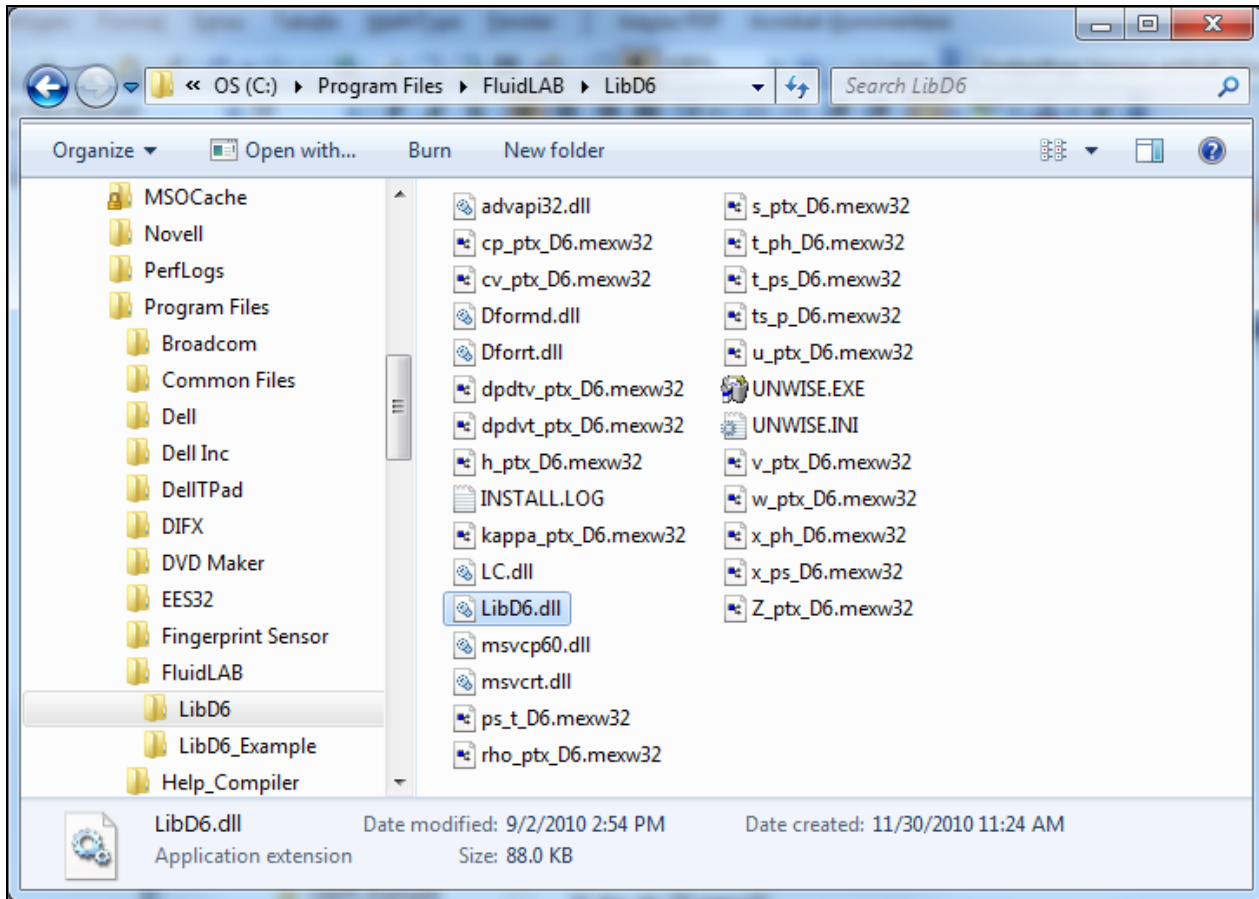 « OS (C:) ▸ Program Files ▸ FluidLAB ▸ LibD6
Search LibD6
Organize Open with... Burn New folder
MSOCache
Novell
PerfLogs
Program Files
Broadcom
Common Files
Dell
Dell Inc
DellTPad
DIFX
DVD Maker
EES32
Fingerprint Sensor
FluidLAB
LibD6
LibD6_Example
Help_Compiler
advapi32.dll
cp_ptx_D6.mexw32
cv_ptx_D6.mexw32
Dformd.dll
Dforrt.dll
dpdtv_ptx_D6.mexw32
dpdvt_ptx_D6.mexw32
h_ptx_D6.mexw32
INSTALL.LOG
kappa_ptx_D6.mexw32
LC.dll
LibD6.dll
msvcp60.dll
msvcrt.dll
ps_t_D6.mexw32
rho_ptx_D6.mexw32
s_ptx_D6.mexw32
t_ph_D6.mexw32
t_ps_D6.mexw32
ts_p_D6.mexw32
u_ptx_D6.mexw32
UNWISE.EXE
UNWISE.INI
v_ptx_D6.mexw32
w_ptx_D6.mexw32
x_ph_D6.mexw32
x_ps_D6.mexw32
Z_ptx_D6.mexw32
LibD6.dll Date modified: 9/2/2010 2:54 PM Date created: 11/30/2010 11:24 AM
Application extension Size: 88.0 KB